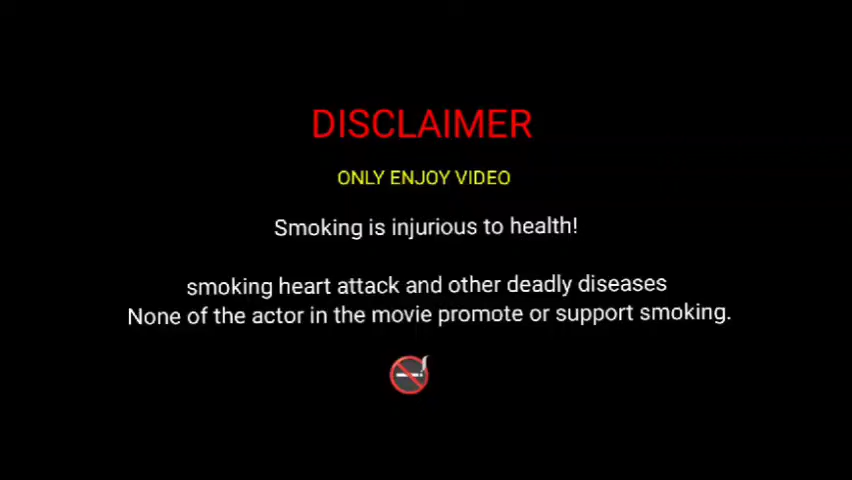 DISCLAIMER
ONLY ENJOY VIDEO
Smoking is injurious to health!
smoking heart attack and other deadly diseases
None of the actor in the movie promote or support smoking.